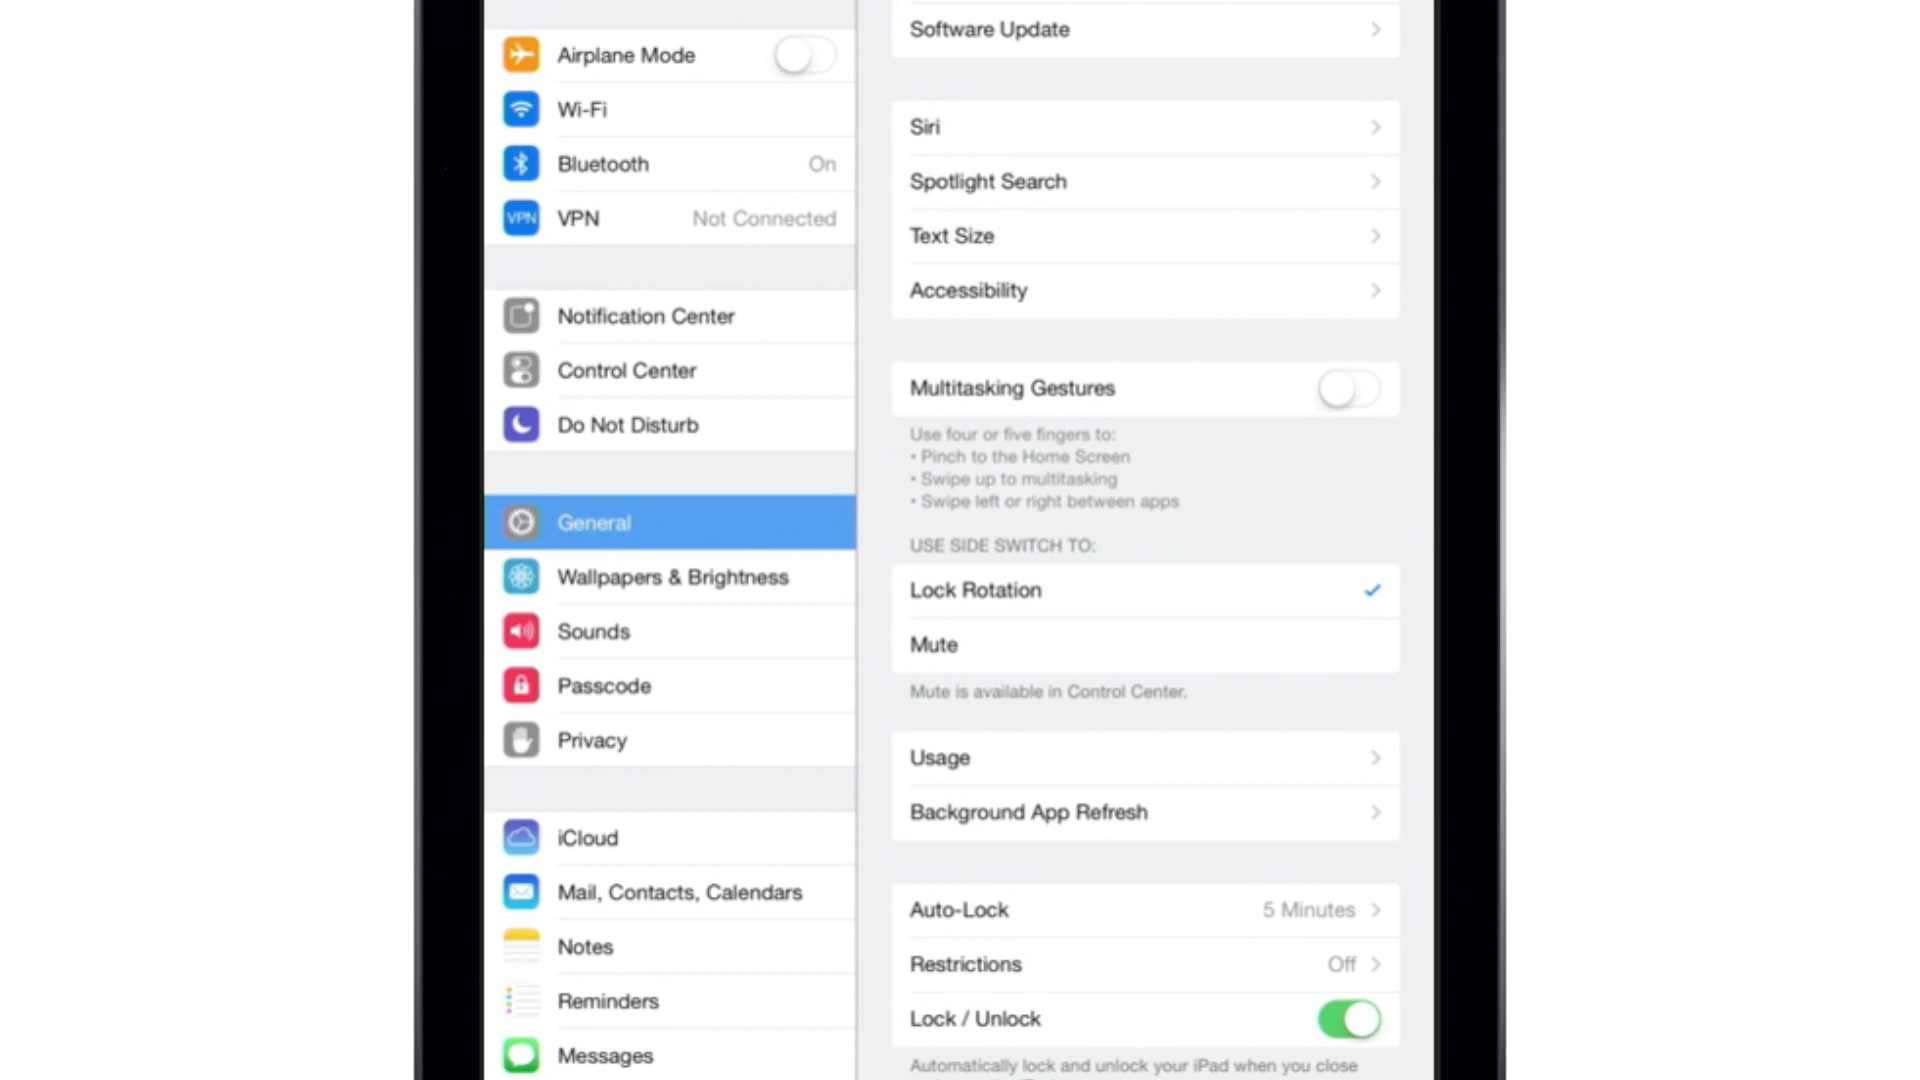 Airplane Mode
Wi-Fi
Bluetooth On
VPN VPN Not Connected
Notification Center
Control Center
Do Not Disturb
General
Wallpapers & Brightness
Sounds
Passcode
Privacy
iCloud
Mail, Contacts, Calendars
Notes
Reminders
Messages
Software Update
Siri
Spotlight Search
Text Size
Accessibility
Multitasking Gestures
Use four or five fingers to:
• Pinch to the Home Screen
• Swipe up to multitasking
• Swipe left or right between apps
USE SIDE SWITCH TO:
Lock Rotation
Mute
Mute is available in Control Center.
Usage
Background App Refresh
Auto-Lock 5 Minutes
Restrictions Off
Lock / Unlock
Automatically lock and unlock your iPad when you close